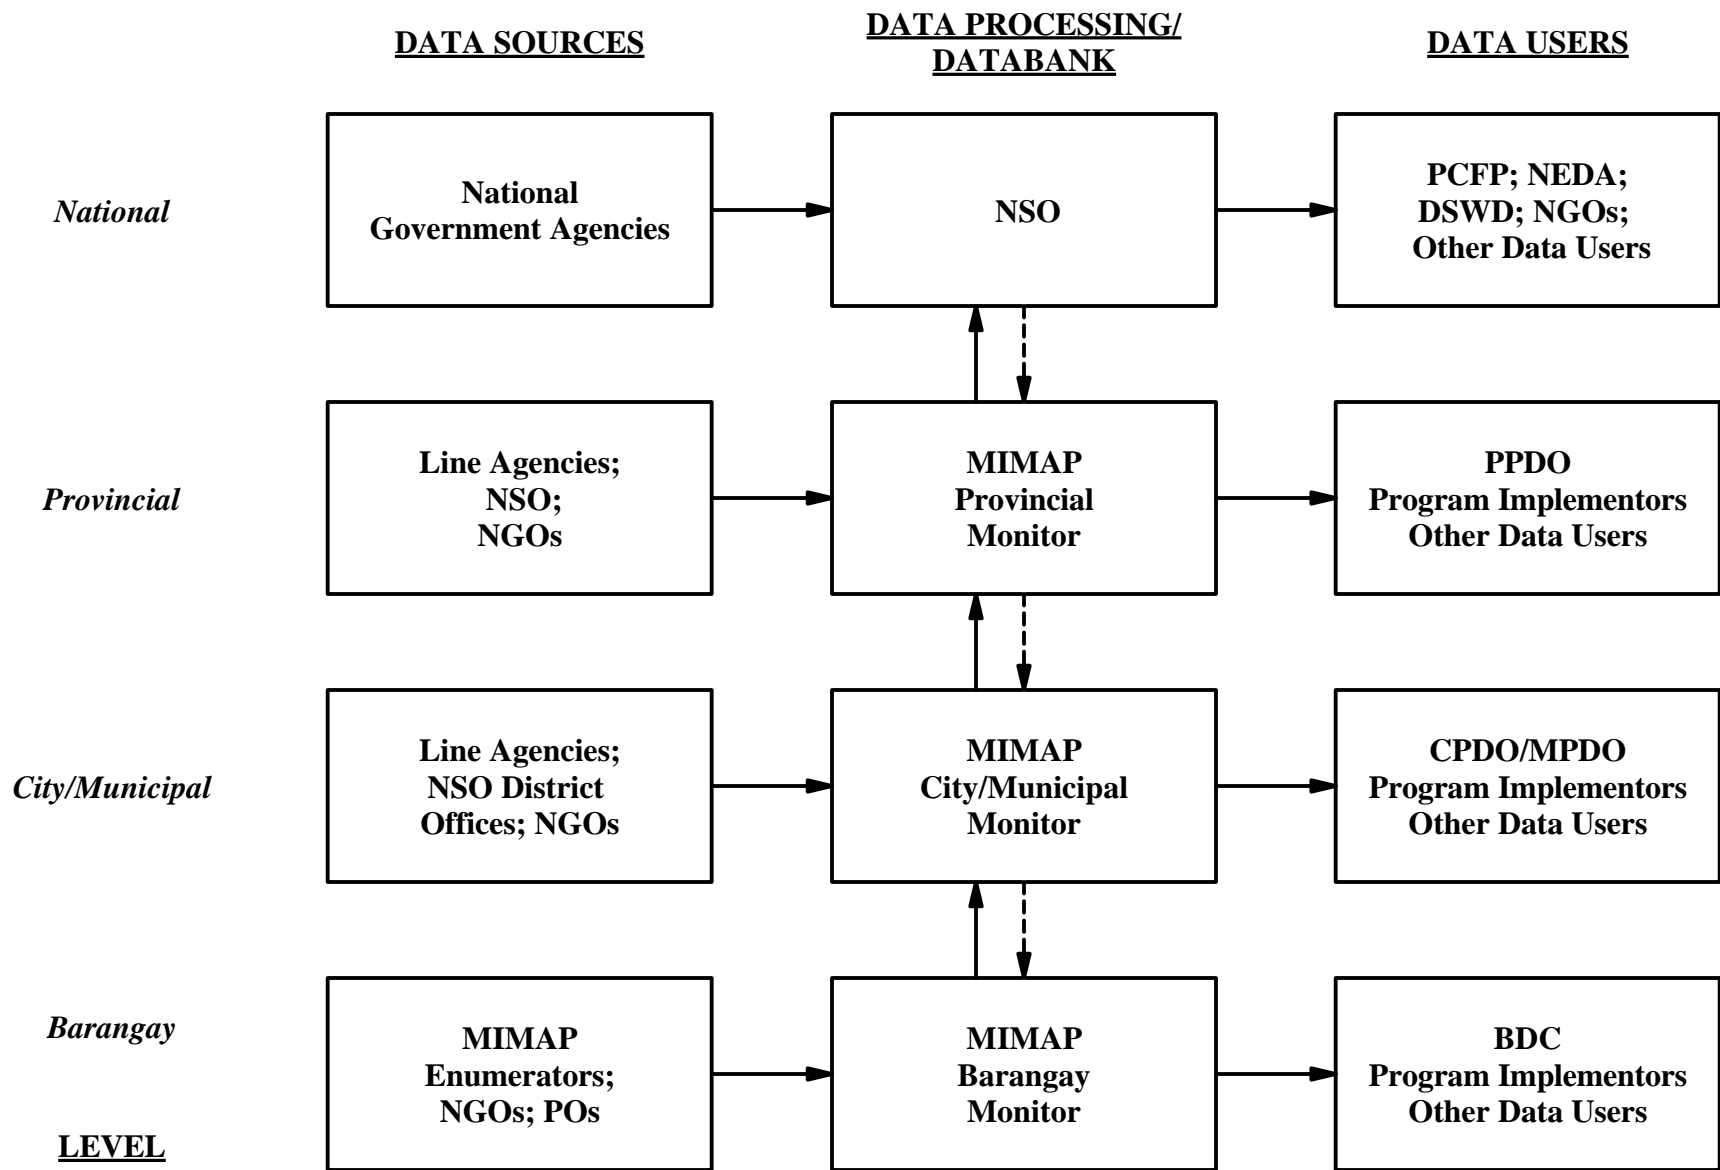 DATA SOURCES
DATA PROCESSING/
DATABANK
DATA USERS
National
National
Government Agencies
NSO
PCFP; NEDA;
DSWD; NGOs;
Other Data Users
Provincial
Line Agencies;
NSO;
NGOs
MIMAP
Provincial
Monitor
PPDO
Program Implementors
Other Data Users
City/Municipal
Line Agencies;
NSO District
Offices; NGOs
MIMAP
City/Municipal
Monitor
CPDO/MPDO
Program Implementors
Other Data Users
Barangay
MIMAP
Enumerators;
NGOs; POs
MIMAP
Barangay
Monitor
BDC
Program Implementors
Other Data Users
LEVEL